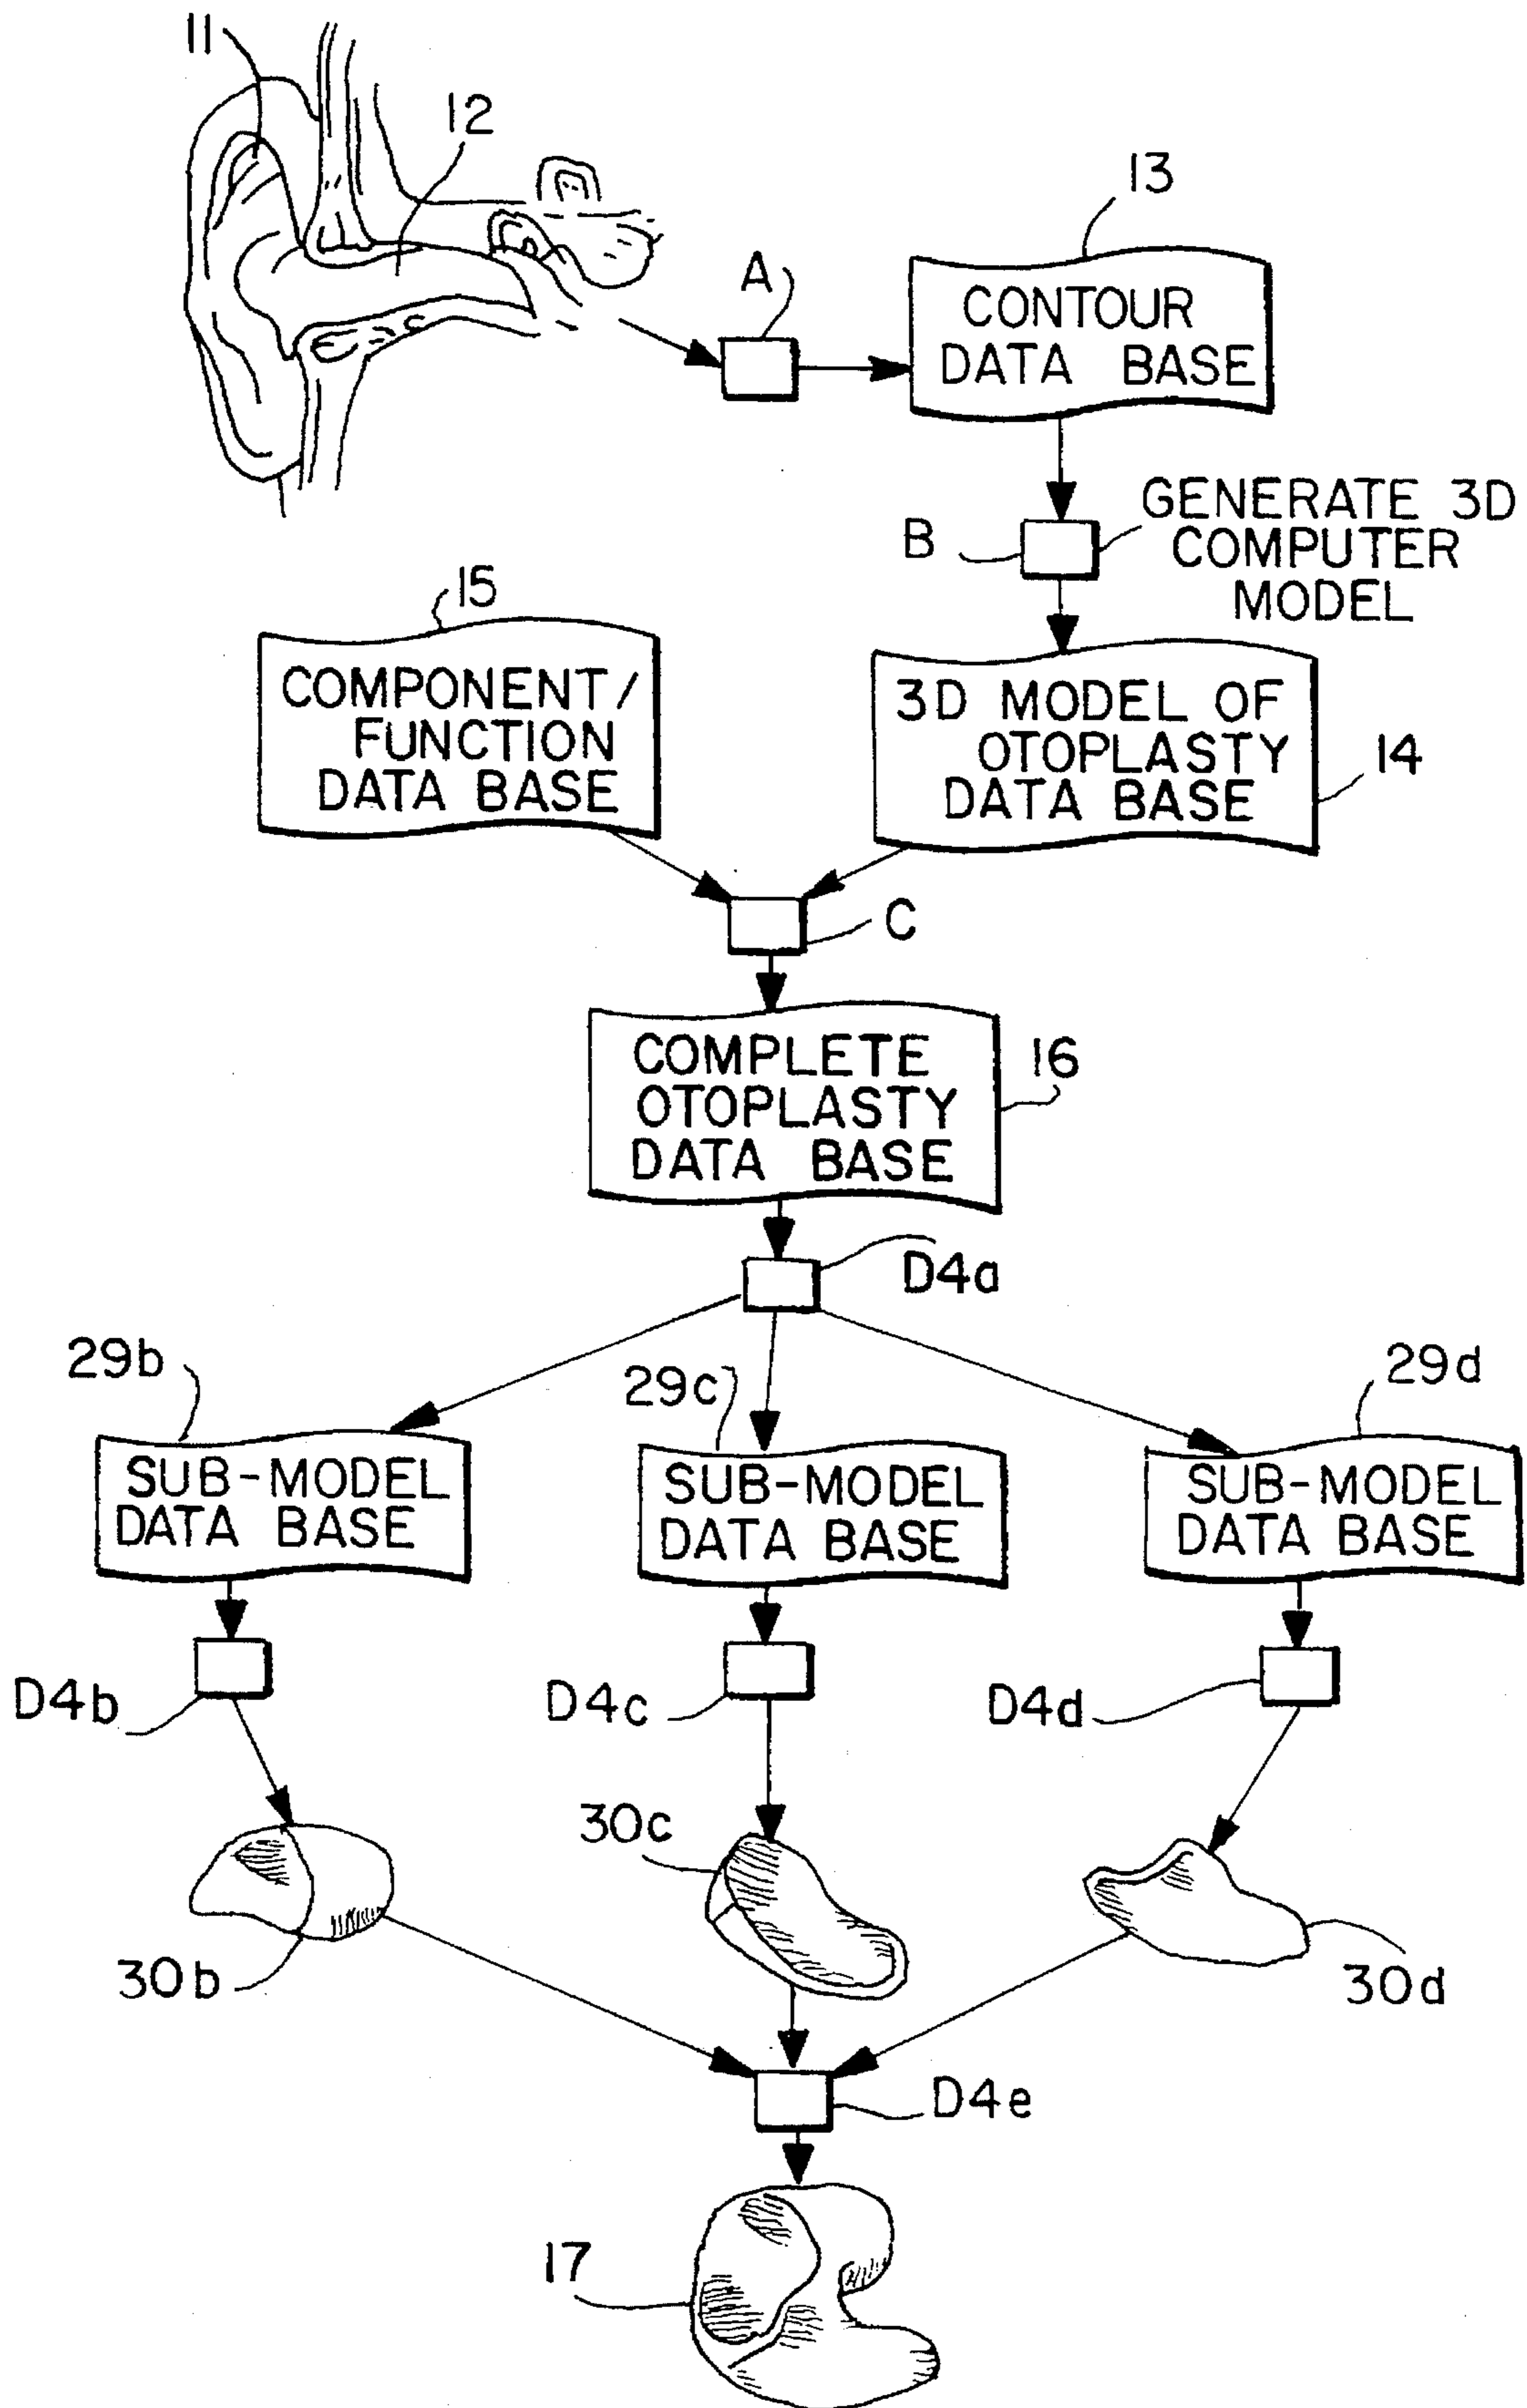 11
12
13
A
CONTOUR
DATA BASE
B
GENERATE 3D
COMPUTER
MODEL
15
COMPONENT/
FUNCTION
DATA BASE
3D MODEL OF
OTOPLASTY
DATA BASE
14
C
COMPLETE
OTOPLASTY
DATA BASE
16
D4a
29b
29c
29d
SUB-MODEL
DATA BASE
SUB-MODEL
DATA BASE
SUB-MODEL
DATA BASE
D4b
D4c
D4d
30b
30c
30d
D4e
17